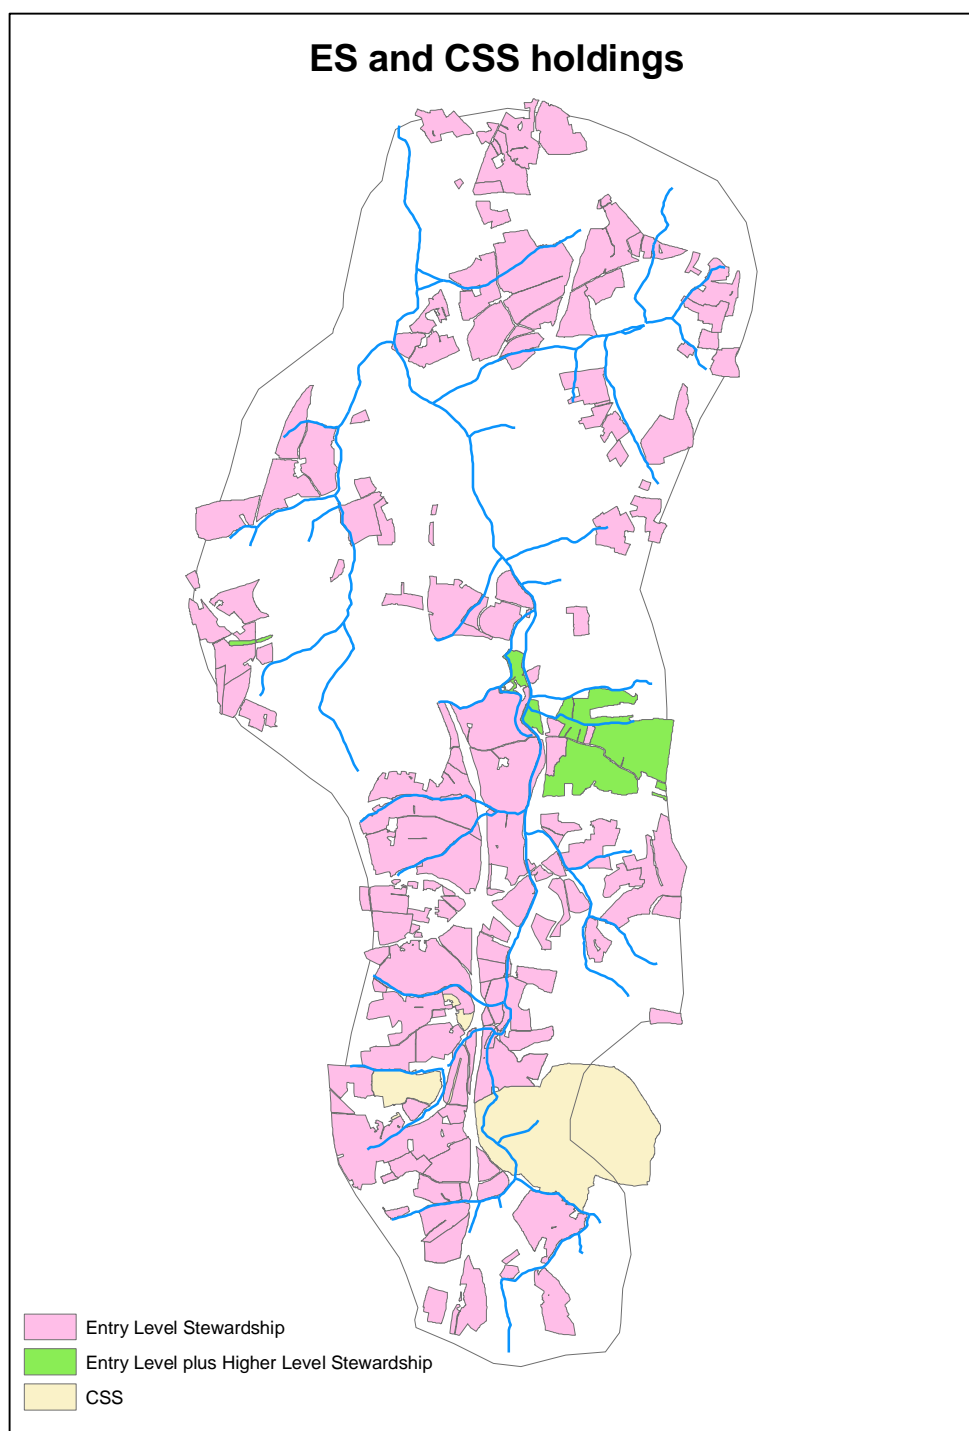 ES and CSS holdings
Entry Level Stewardship
Entry Level plus Higher Level Stewardship
CSS